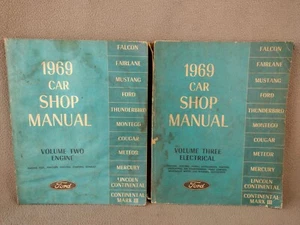 1969
CAR
SHOP
MANUAL
VOLUME TWO
ENGINE
Ford
FALCON
FAIRLANE
MUSTANG
FORD
THUNDERBIRD
MONTEGO
COUGAR
METEOR
MERCURY
LINCOLN
CONTINENTAL
CONTINENTAL
MARK III
1969
CAR
SHOP
MANUAL
VOLUME THREE
ELECTRICAL
Ford
FALCON
FAIRLANE
MUSTANG
FORD
THUNDERBIRD
MONTEGO
COUGAR
METEOR
MERCURY
LINCOLN
CONTINENTAL
CONTINENTAL
MARK III